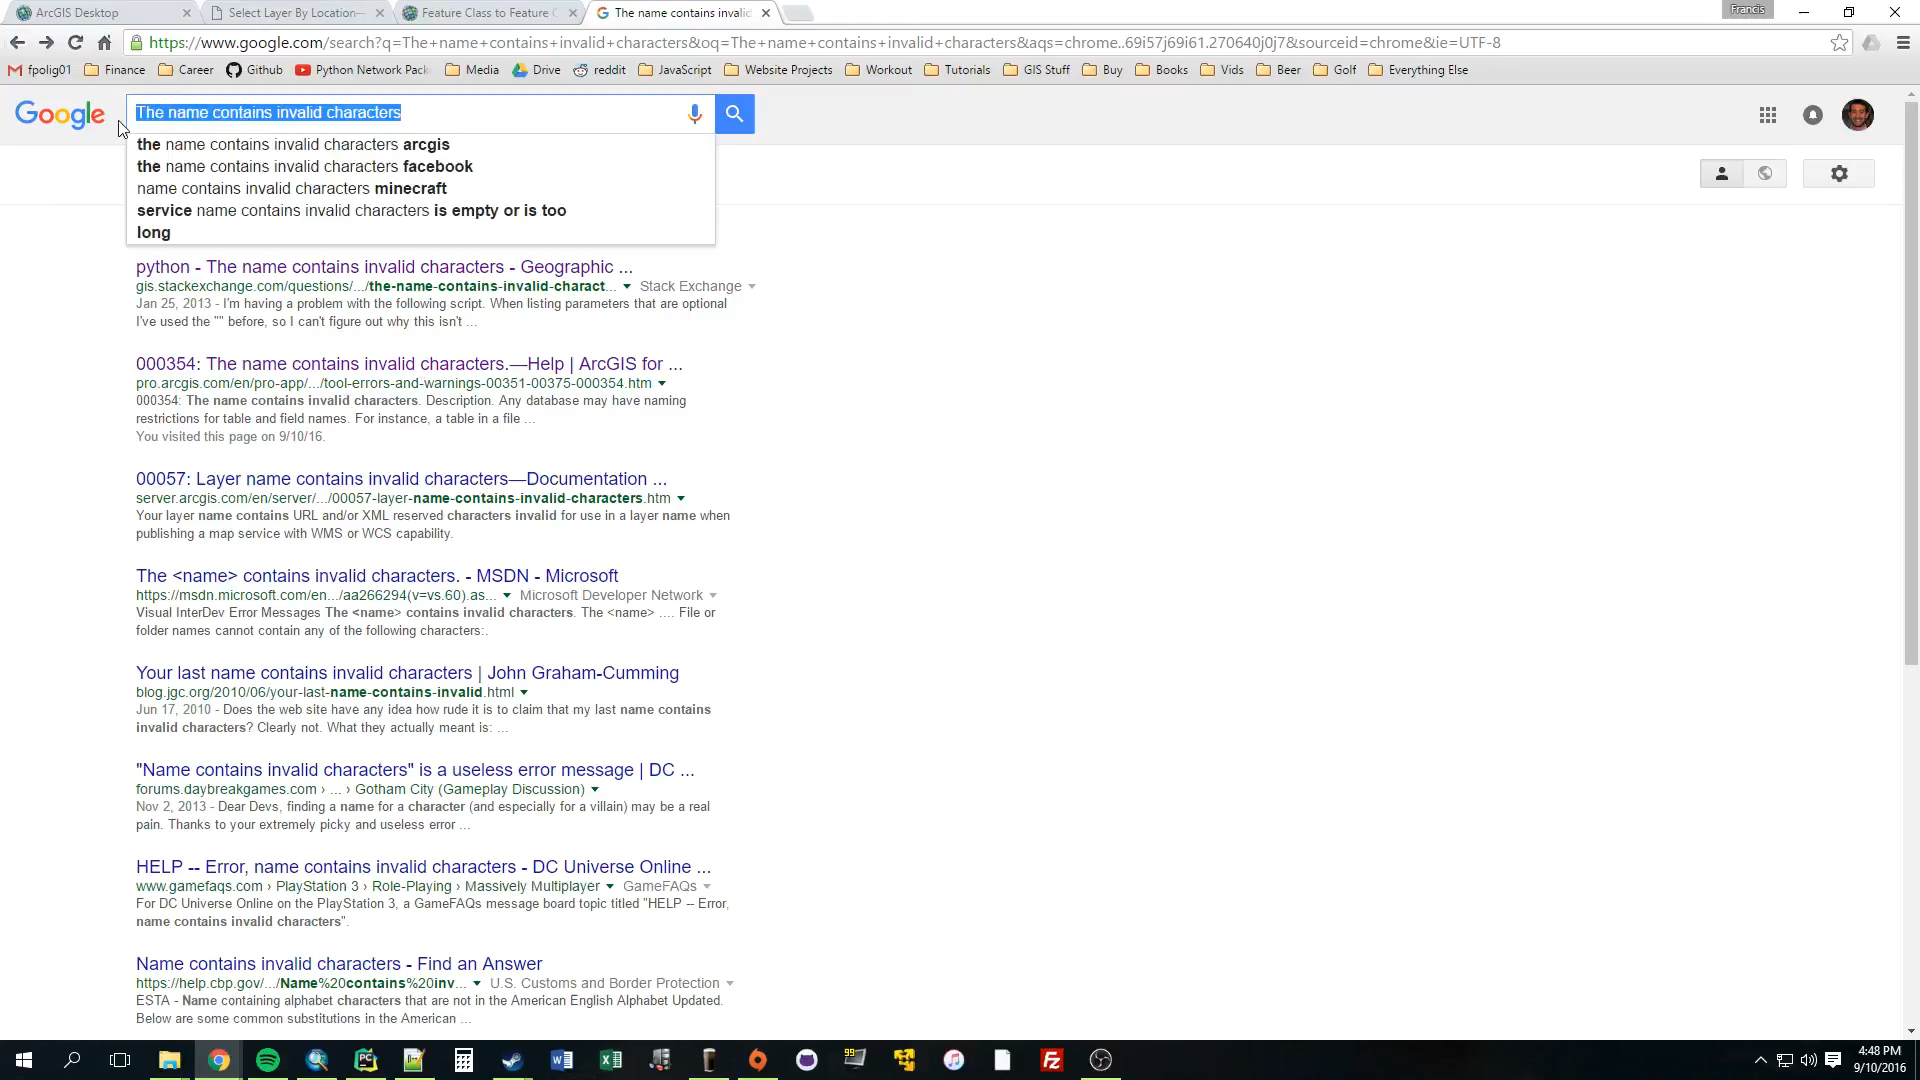 ArcGIS Desktop
Select Layer By Location—
Feature Class to Feature C
The name contains invalid
Francis
https://www.google.com/search?q=The+name+contains+invalid+characters&oq=The+name+contains+invalid+characters&aqs=chrome..69i57j69i61.270640j0j7&sourceid=chrome&ie=UTF-8
fpolig01 Finance Career Github Python Network Pack Media Drive reddit JavaScript Website Projects Workout Tutorials GIS Stuff Buy Books Vids Beer Golf Everything Else
Google
The name contains invalid characters
the name contains invalid characters arcgis
the name contains invalid characters facebook
name contains invalid characters minecraft
service name contains invalid characters is empty or is too
long
python - The name contains invalid characters - Geographic ...
gis.stackexchange.com/questions/.../the-name-contains-invalid-charact... Stack Exchange
Jan 25, 2013 - I'm having a problem with the following script. When listing parameters that are optional
I've used the "" before, so I can't figure out why this isn't ...
000354: The name contains invalid characters.—Help | ArcGIS for ...
pro.arcgis.com/en/pro-app/.../tool-errors-and-warnings-00351-00375-000354.htm
000354: The name contains invalid characters. Description. Any database may have naming
restrictions for table and field names. For instance, a table in a file ...
You visited this page on 9/10/16.
00057: Layer name contains invalid characters—Documentation ...
server.arcgis.com/en/server/.../00057-layer-name-contains-invalid-characters.htm
Your layer name contains URL and/or XML reserved characters invalid for use in a layer name when
publishing a map service with WMS or WCS capability.
The <name> contains invalid characters. - MSDN - Microsoft
https://msdn.microsoft.com/en.../aa266294(v=vs.60).as... Microsoft Developer Network
Visual InterDev Error Messages The <name> contains invalid characters. The <name> .... File or
folder names cannot contain any of the following characters:.
Your last name contains invalid characters | John Graham-Cumming
blog.jgc.org/2010/06/your-last-name-contains-invalid.html
Jun 17, 2010 - Does the web site have any idea how rude it is to claim that my last name contains
invalid characters? Clearly not. What they actually meant is: ...
"Name contains invalid characters" is a useless error message | DC ...
forums.daybreakgames.com › ... › Gotham City (Gameplay Discussion)
Nov 2, 2013 - Dear Devs, finding a name for a character (and especially for a villain) may be a real
pain. Thanks to your extremely picky and useless error ...
HELP -- Error, name contains invalid characters - DC Universe Online ...
www.gamefaqs.com › PlayStation 3 › Role-Playing › Massively Multiplayer GameFAQs
For DC Universe Online on the PlayStation 3, a GameFAQs message board topic titled "HELP -- Error,
name contains invalid characters".
Name contains invalid characters - Find an Answer
https://help.cbp.gov/.../Name%20contains%20inv... U.S. Customs and Border Protection
ESTA - Name containing alphabet characters that are not in the American English Alphabet Updated.
Below are some common substitutions in the American ...
4:48 PM
9/10/2016